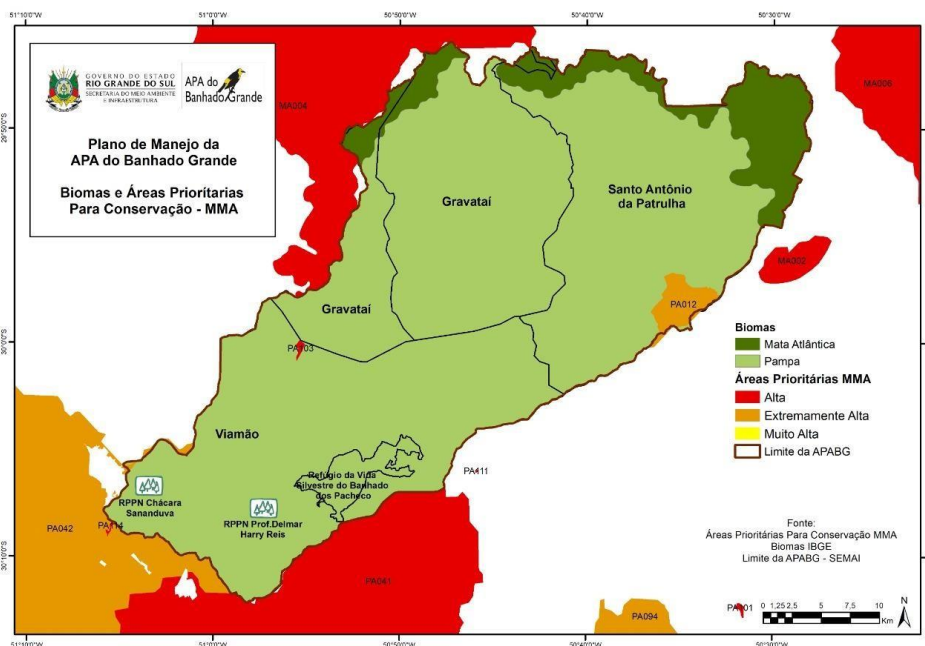 51°10'0"W
51°0'0"W
50°50'0"W
50°40'0"W
50°30'0"W
GOVERNO DO ESTADO
RIO GRANDE DO SUL
SECRETARIA DO MEIO AMBIENTE
E INFRAESTRUTURA
APA do
Banhado Grande
Plano de Manejo da
APA do Banhado Grande
Biomas e Áreas Prioritarias
Para Conservação - MMA
MA004
MA006
29°50'0"S
Gravataí
Santo Antônio
da Patrulha
MA002
PA012
Gravataí
30°0'0"S
PA103
Biomas
Mata Atlântica
Pampa
Áreas Prioritárias MMA
Alta
Extremamente Alta
Muito Alta
Limite da APABG
Viamão
Refúgio da Vida
Silvestre do Banhado
dos Pacheco
PA111
RPPN Chácara
Sananduva
RPPN Prof.Delmar
Harry Reis
PA042
PA114
Fonte:
Áreas Prioritárias Para Conservação MMA
Biomas IBGE
Limite da APABG - SEMAI
30°10'0"S
PA041
PA094
PA101
0 1,25 2,5 5 7,5 10
Km
N
51°10'0"W
51°0'0"W
50°50'0"W
50°40'0"W
50°30'0"W